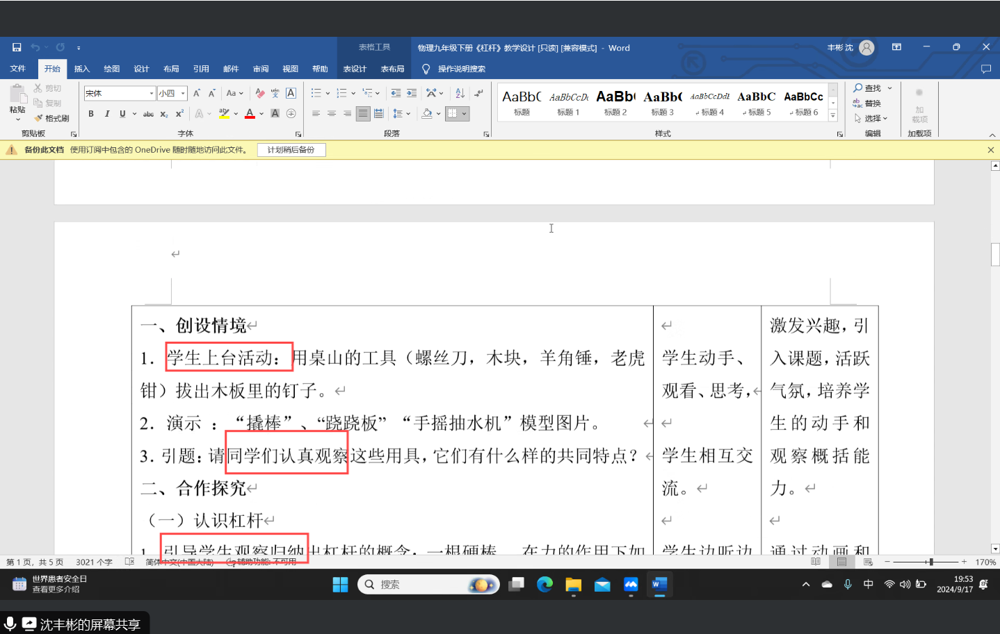 表格工具
物理九年级下册《杠杆》教学设计 [只读] [兼容模式] - Word
丰彬 沈
文件 开始 插入 绘图 设计 布局 引用 邮件 审阅 视图 帮助 表设计 表布局 操作说明搜索
剪切
复制
格式刷
粘贴
剪贴板
宋体 小四
字体
段落
AaBbC AaBbCcDc AaBb( AaBb( AaBbCcDdE AaBbC AaBbCc
标题 标题 1 标题 2 标题 3 标题 4 标题 5 标题 6
样式
查找
替换
选择
编辑
加载项
加载项
备份此文档 使用订阅中包含的 OneDrive 随时随地访问此文件。 计划稍后备份
一、创设情境
1. 学生上台活动：用桌山的工具（螺丝刀，木块，羊角锤，老虎
钳）拔出木板里的钉子。
2. 演示 ：“撬棒”、“跷跷板” “手摇抽水机”模型图片。
3. 引题：请同学们认真观察这些用具，它们有什么样的共同特点？
二、合作探究
（一）认识杠杆
1. 引导学生观察归纳出杠杆的概念：一根硬棒， 在力的作用下如
学生动手、
观看、思考，
学生相互交
流。
学生边听边
激发兴趣，引
入课题，活跃
气氛，培养学
生的动手和
观察概括能
力。
通过动画和
第 1 页，共 5 页 3021 个字 简体中文(中国大陆) 辅助功能: 不可用 170%
世界患者安全日
查看更多介绍
搜索
中
19:53
2024/9/17
沈丰彬的屏幕共享